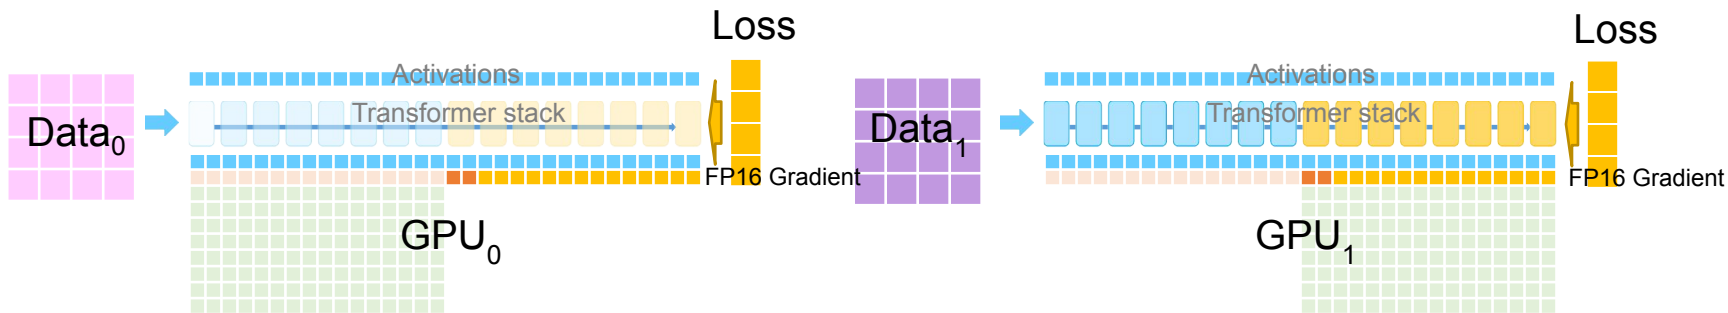 Loss
Activations
Transformer stack
Data0
FP16 Gradient
GPU0
Loss
Activations
Transformer stack
Data1
FP16 Gradient
GPU1